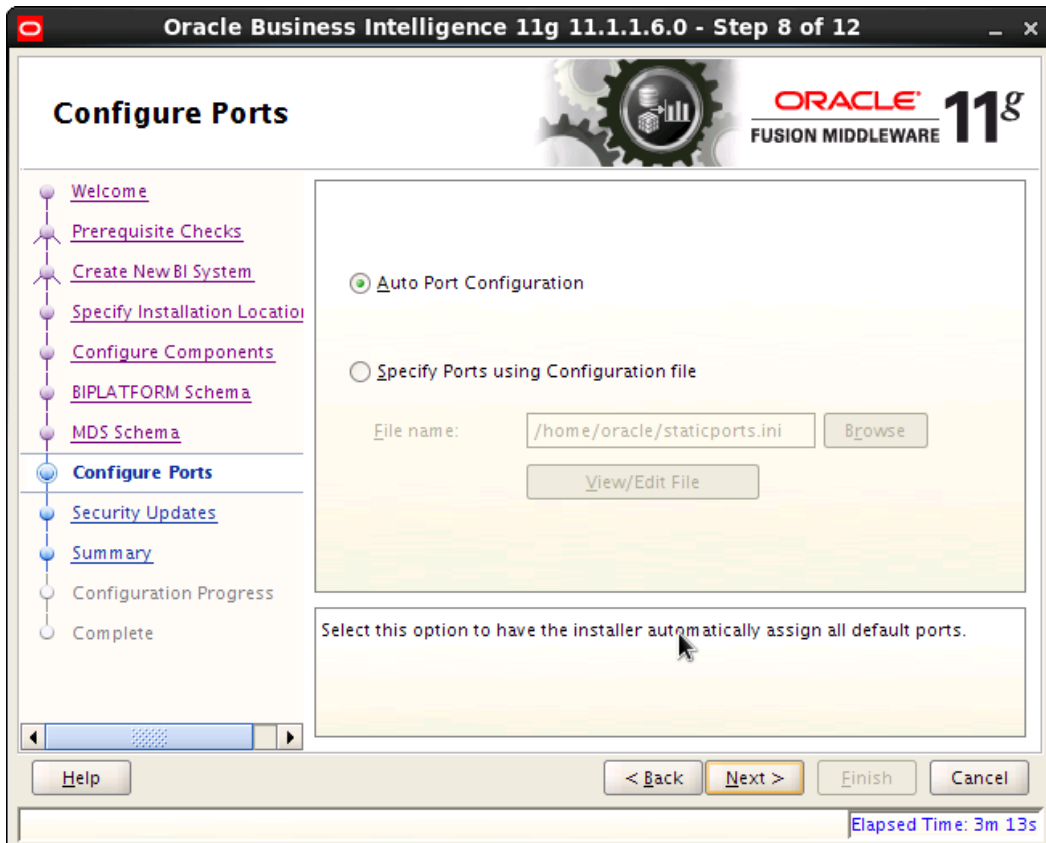 Oracle Business Intelligence 11g 11.1.1.6.0 - Step 8 of 12
Configure Ports
ORACLE®
FUSION MIDDLEWARE
11g
Welcome
Prerequisite Checks
Create New BI System
Specify Installation Location
Configure Components
BIPLATFORM Schema
MDS Schema
Configure Ports
Security Updates
Summary
Configuration Progress
Complete
Auto Port Configuration
Specify Ports using Configuration file
File name: /home/oracle/staticports.ini Browse
View/Edit File
Select this option to have the installer automatically assign all default ports.
Help < Back Next > Finish Cancel
Elapsed Time: 3m 13s